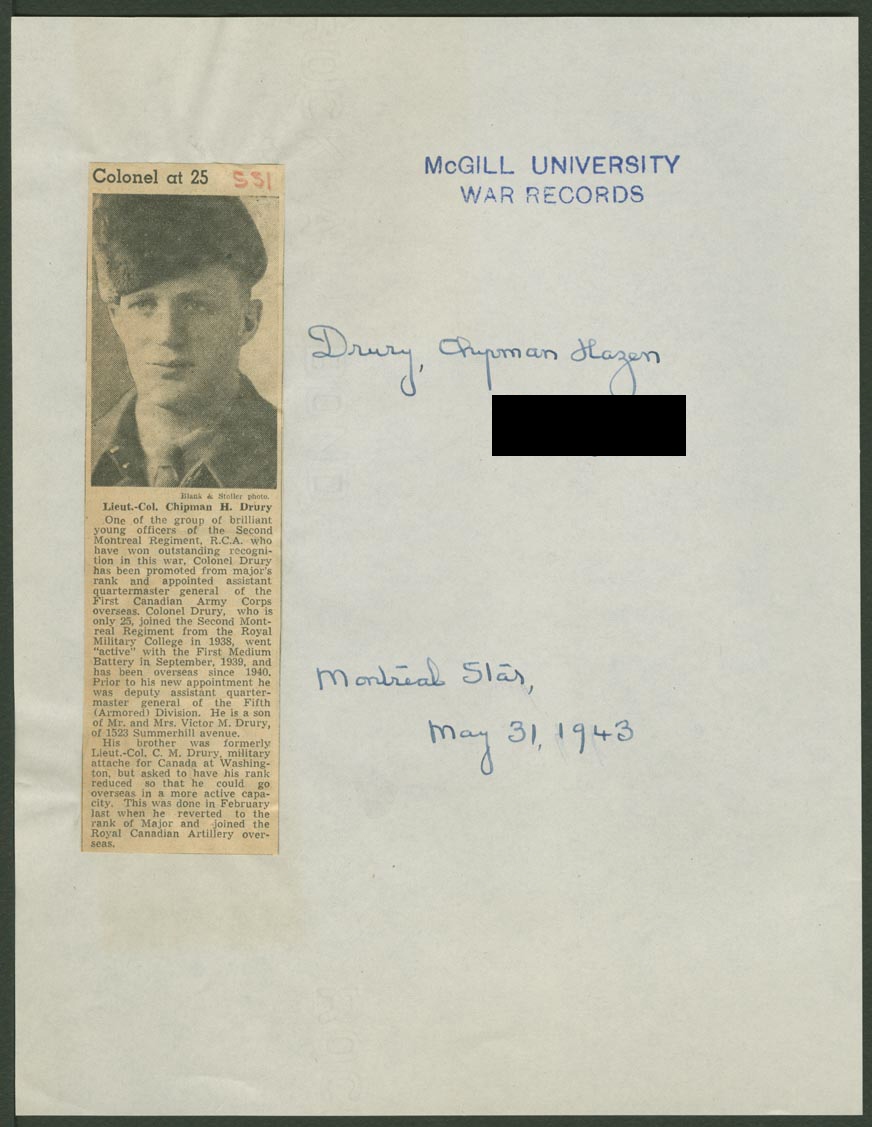 McGILL UNIVERSITY
WAR RECORDS
Colonel at 25 551
Blank & Stoller photo.
Lieut.-Col. Chipman H. Drury
One of the group of brilliant
young officers of the Second
Montreal Regiment, R.C.A. who
have won outstanding recogni-
tion in this war, Colonel Drury
has been promoted from major's
rank and appointed assistant
quartermaster general of the
First Canadian Army Corps
overseas. Colonel Drury, who is
only 25, joined the Second Mont-
real Regiment from the Royal
Military College in 1938, went
"active" with the First Medium
Battery in September, 1939, and
has been overseas since 1940.
Prior to his new appointment he
was deputy assistant quarter-
master general of the Fifth
(Armored) Division. He is a son
of Mr. and Mrs. Victor M. Drury,
of 1523 Summerhill avenue.
His brother was formerly
Lieut.-Col. C. M. Drury, military
attache for Canada at Washing-
ton, but asked to have his rank
reduced so that he could go
overseas in a more active capa-
city. This was done in February
last when he reverted to the
rank of Major and joined the
Royal Canadian Artillery over-
seas.
Drury, Chipman Hazen
Montreal Star,
May 31, 1943